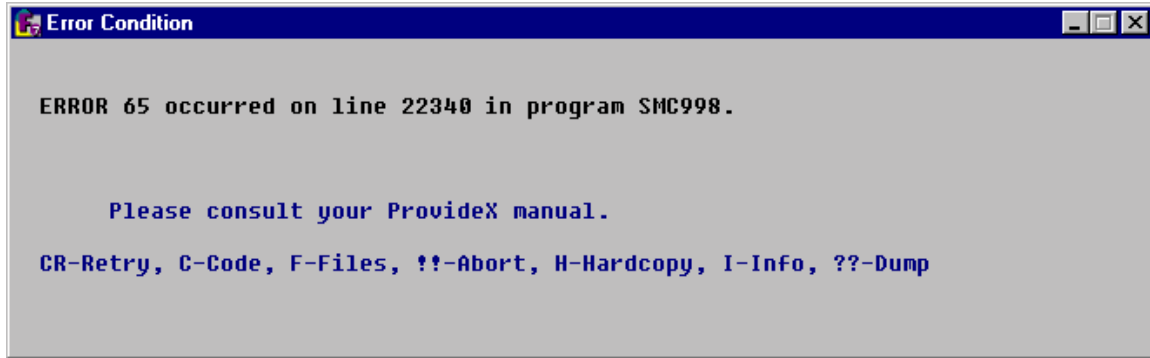 Error Condition
ERROR 65 occurred on line 22340 in program SMC998.
Please consult your ProvideX manual.
CR-Retry, C-Code, F-Files, !!-Abort, H-Hardcopy, I-Info, ??-Dump